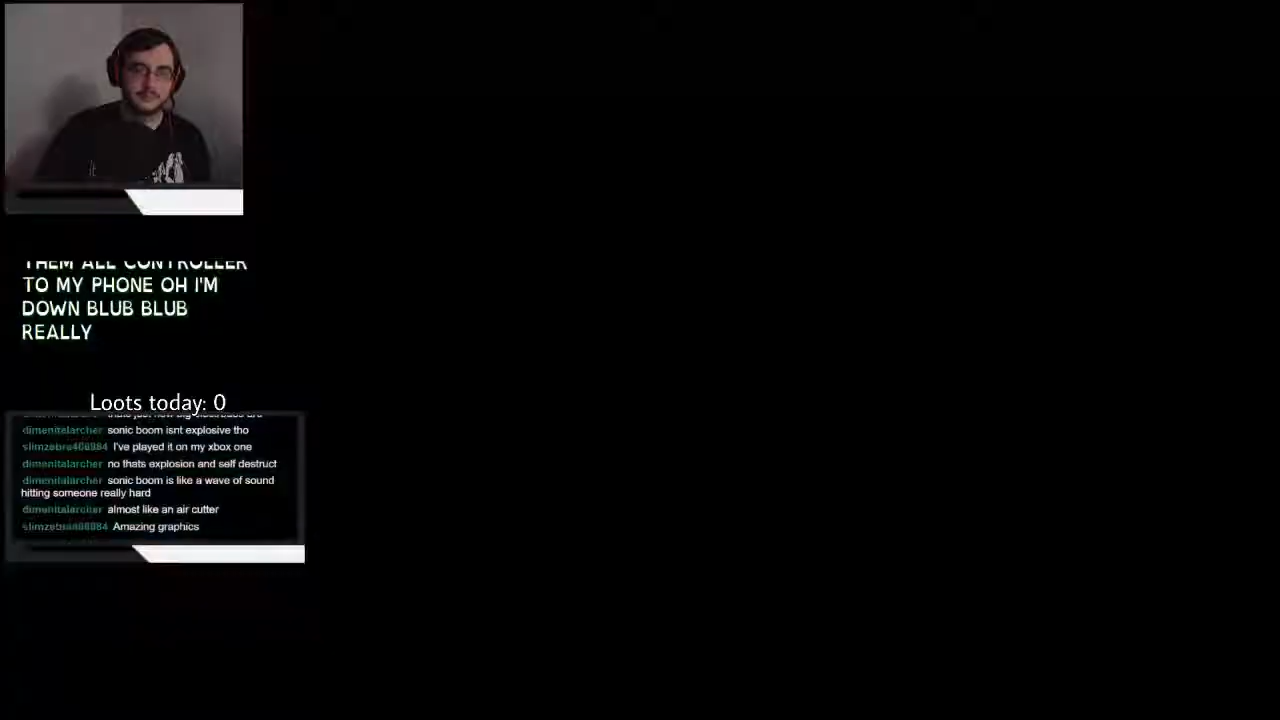 THEM ALL CONTROLLER
TO MY PHONE OH I'M
DOWN BLUB BLUB
REALLY
Loots today: 0
dimenitalarcher sonic boom isnt explosive tho
I've played it on my xbox one
dimenitalarcher no thats explosion and self destruct
dimenitalarcher sonic boom is like a wave of sound
hitting someone really hard
dimenitalarcher almost like an air cutter
Amazing graphics